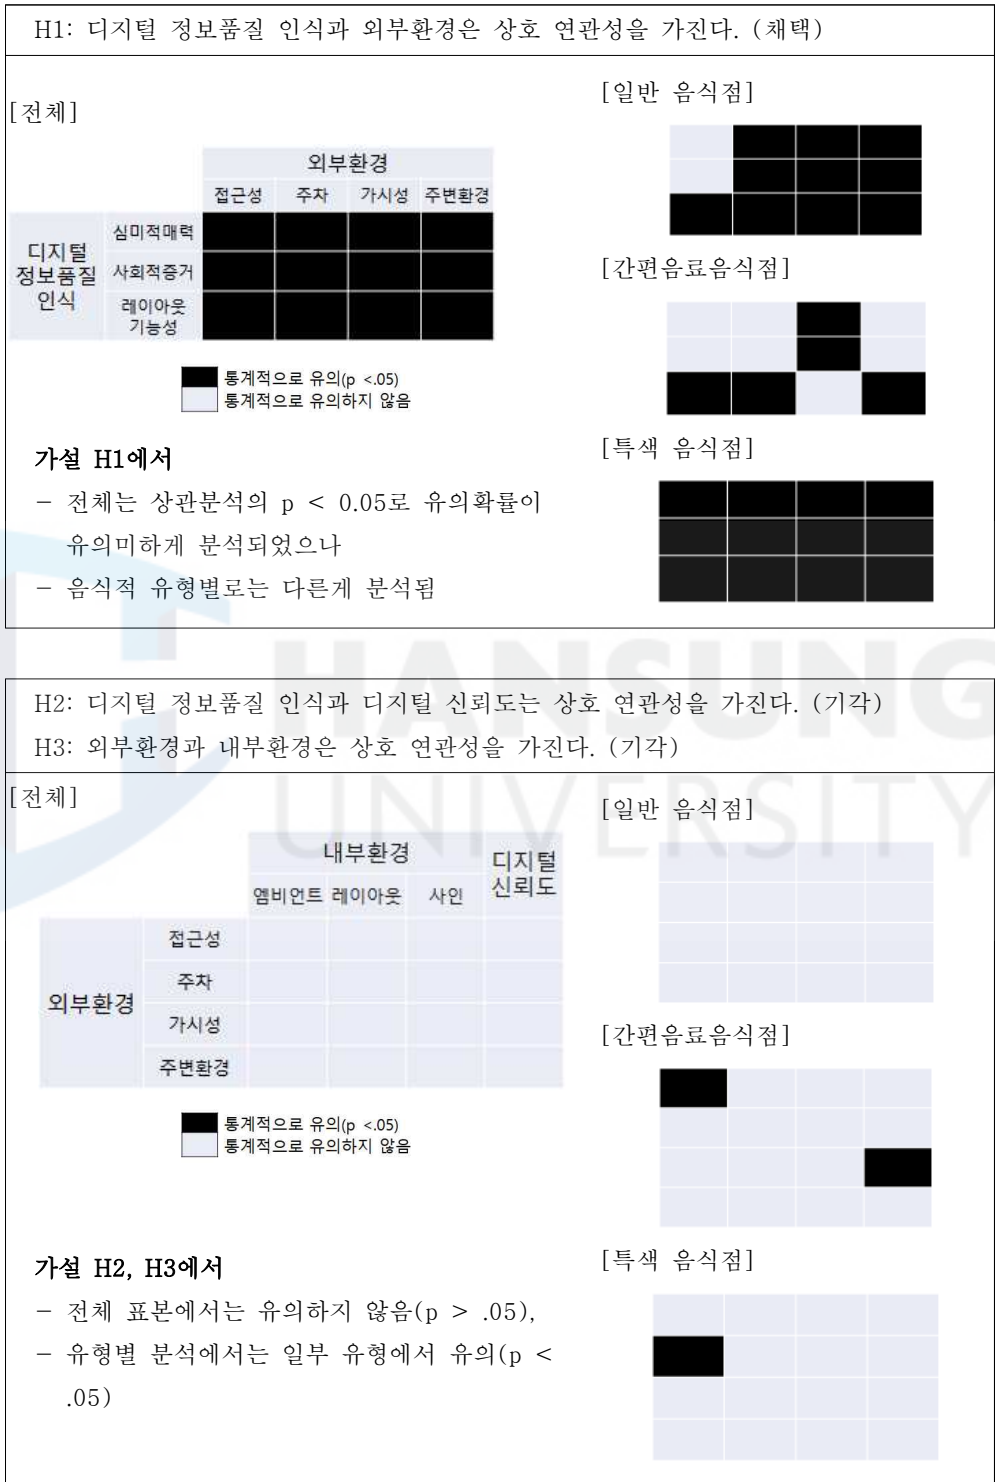 H1: 디지털 정보품질 인식과 외부환경은 상호 연관성을 가진다. (채택)
[전체]
외부환경
접근성 주차 가시성 주변환경
디지털
정보품질
인식
심미적매력
사회적증거
레이아웃
기능성
통계적으로 유의(p <.05)
통계적으로 유의하지 않음
가설 H1에서
- 전체는 상관분석의 p < 0.05로 유의확률이
유의미하게 분석되었으나
- 음식적 유형별로는 다른게 분석됨
[일반 음식점]
[간편음료음식점]
[특색 음식점]
HANSUNG
UNIVERSITY
H2: 디지털 정보품질 인식과 디지털 신뢰도는 상호 연관성을 가진다. (기각)
H3: 외부환경과 내부환경은 상호 연관성을 가진다. (기각)
[전체]
내부환경
디지털
신뢰도
엠비언트 레이아웃 사인
외부환경
접근성
주차
가시성
주변환경
통계적으로 유의(p <.05)
통계적으로 유의하지 않음
가설 H2, H3에서
- 전체 표본에서는 유의하지 않음(p > .05),
- 유형별 분석에서는 일부 유형에서 유의(p <
.05)
[일반 음식점]
[간편음료음식점]
[특색 음식점]